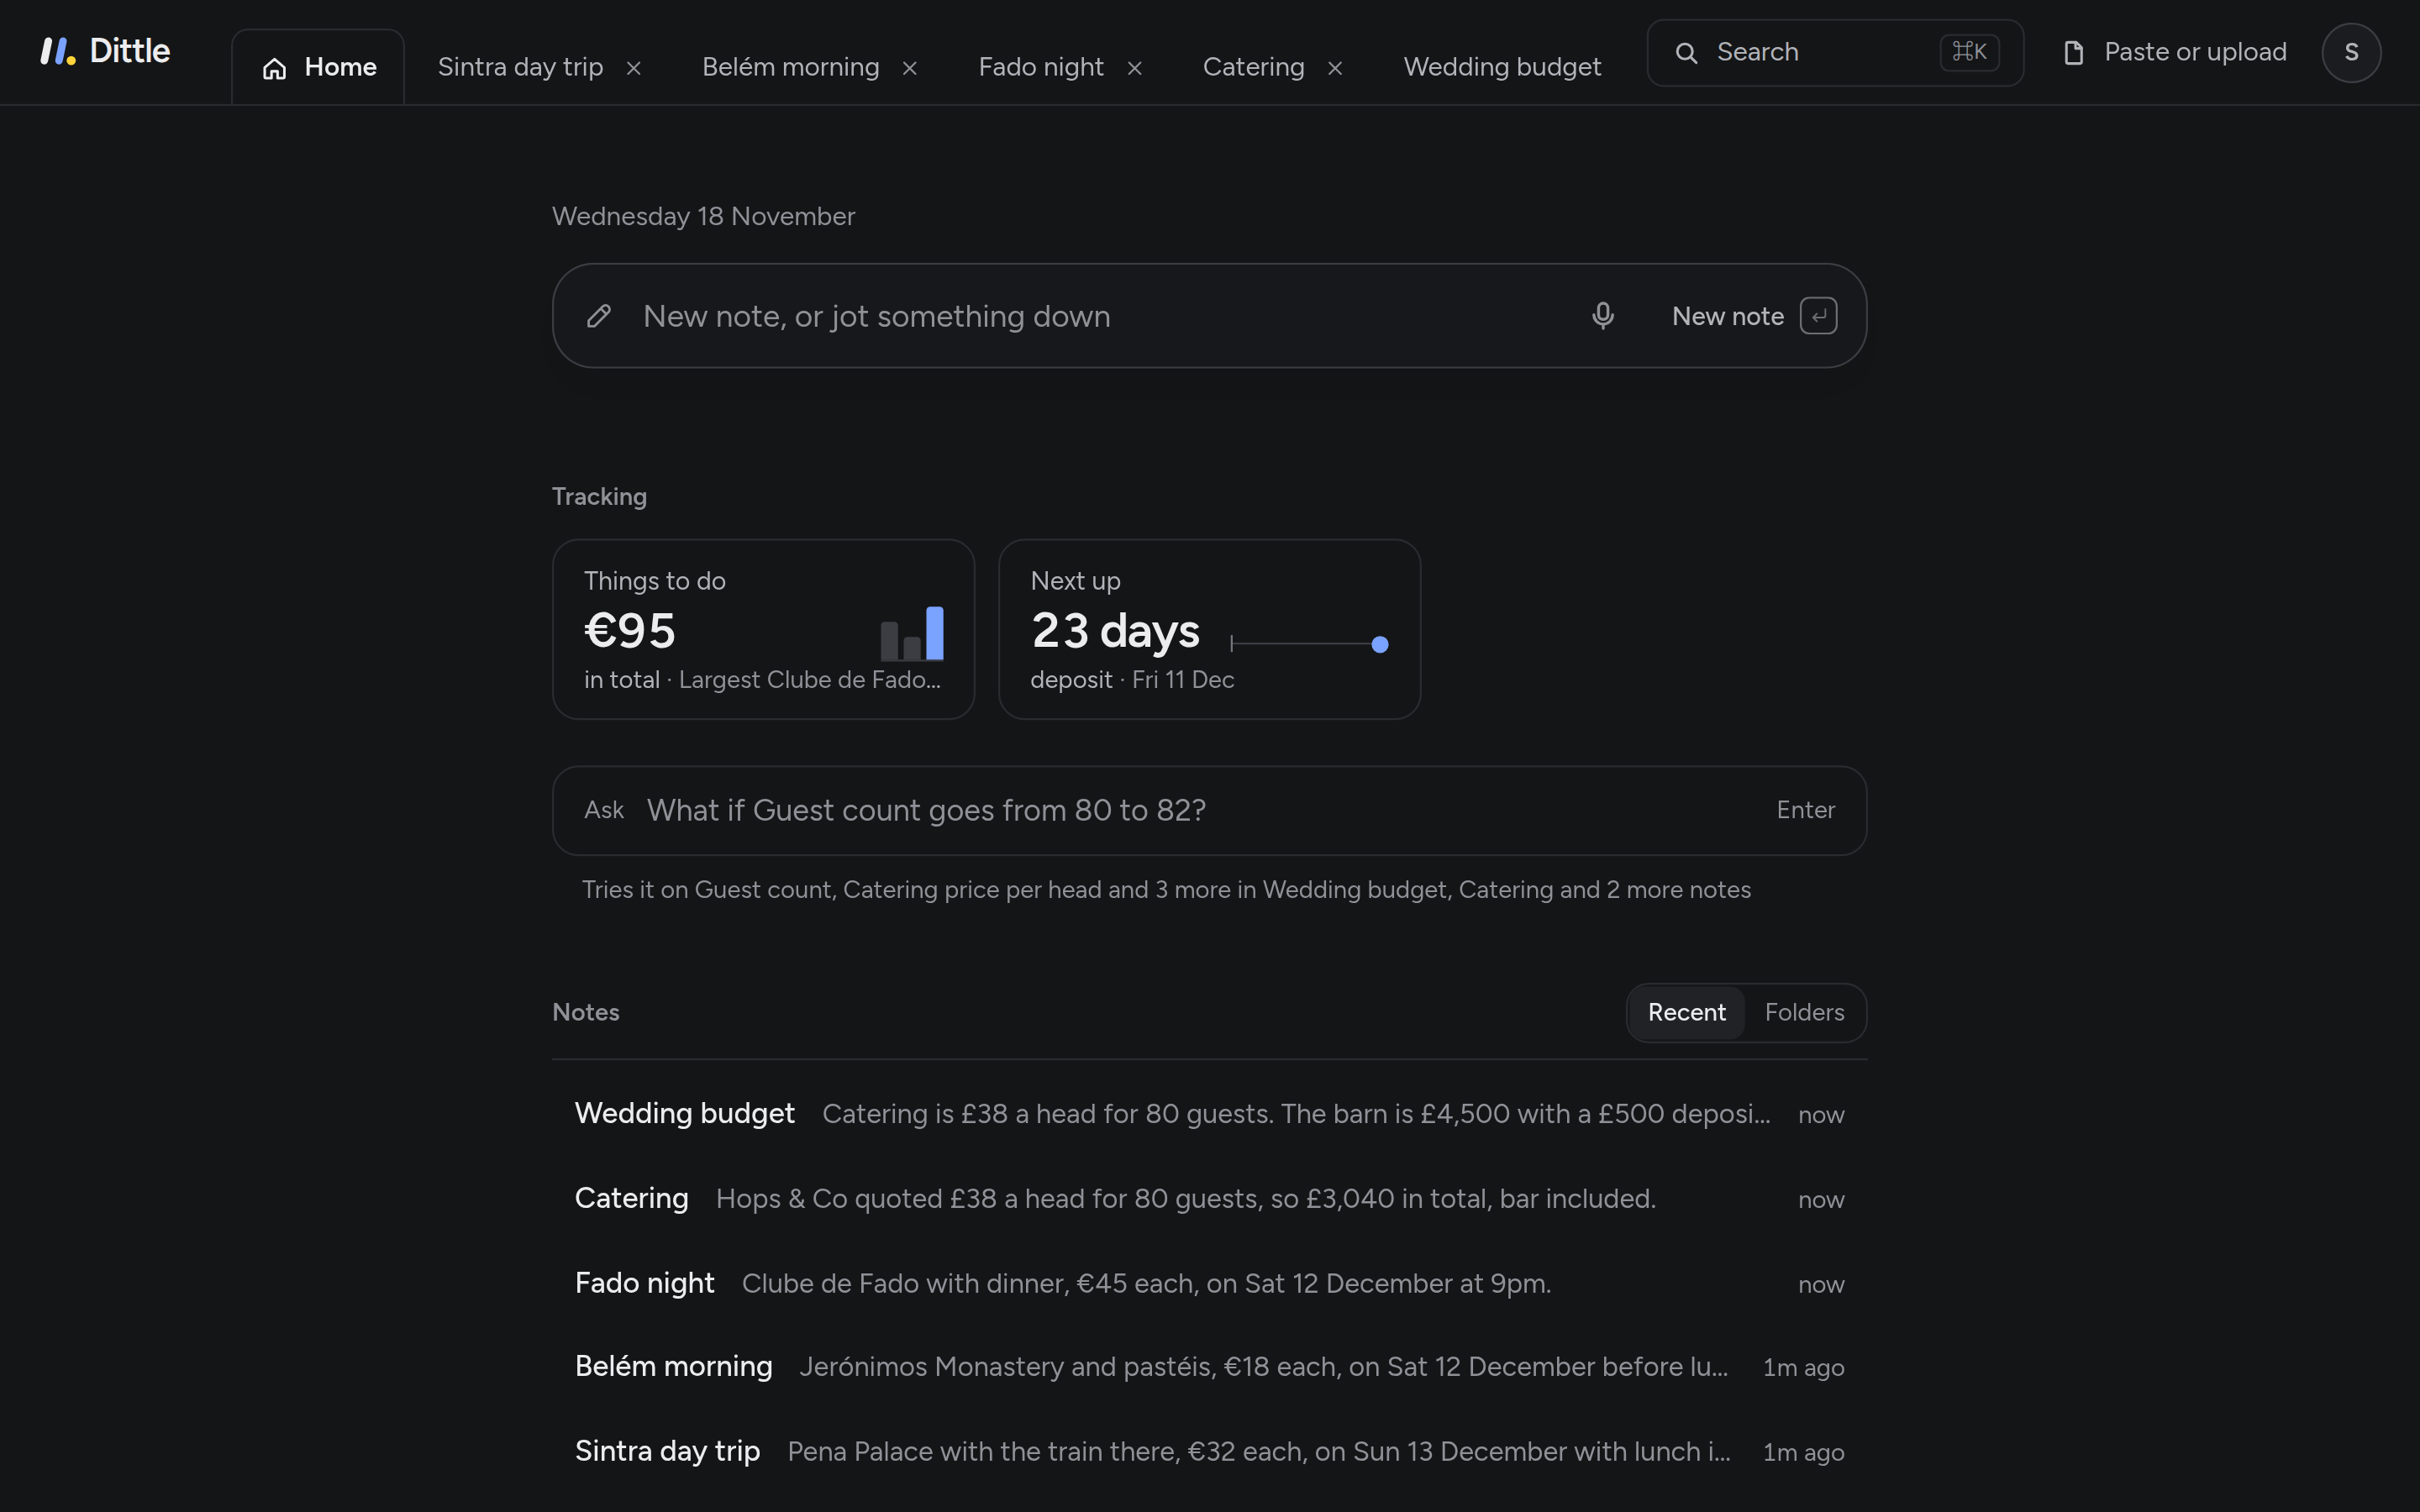 Dittle
Home
Sintra day trip
Belém morning
Fado night
Catering
Wedding budget
Search
⌘K
Paste or upload
S
Wednesday 18 November
New note, or jot something down
New note
Tracking
Things to do
€95
in total · Largest Clube de Fado...
Next up
23 days
deposit · Fri 11 Dec
Ask What if Guest count goes from 80 to 82?
Enter
Tries it on Guest count, Catering price per head and 3 more in Wedding budget, Catering and 2 more notes
Notes
Recent
Folders
Wedding budget Catering is £38 a head for 80 guests. The barn is £4,500 with a £500 deposi... now
Catering Hops & Co quoted £38 a head for 80 guests, so £3,040 in total, bar included. now
Fado night Clube de Fado with dinner, €45 each, on Sat 12 December at 9pm. now
Belém morning Jerónimos Monastery and pastéis, €18 each, on Sat 12 December before lu... 1m ago
Sintra day trip Pena Palace with the train there, €32 each, on Sun 13 December with lunch i... 1m ago